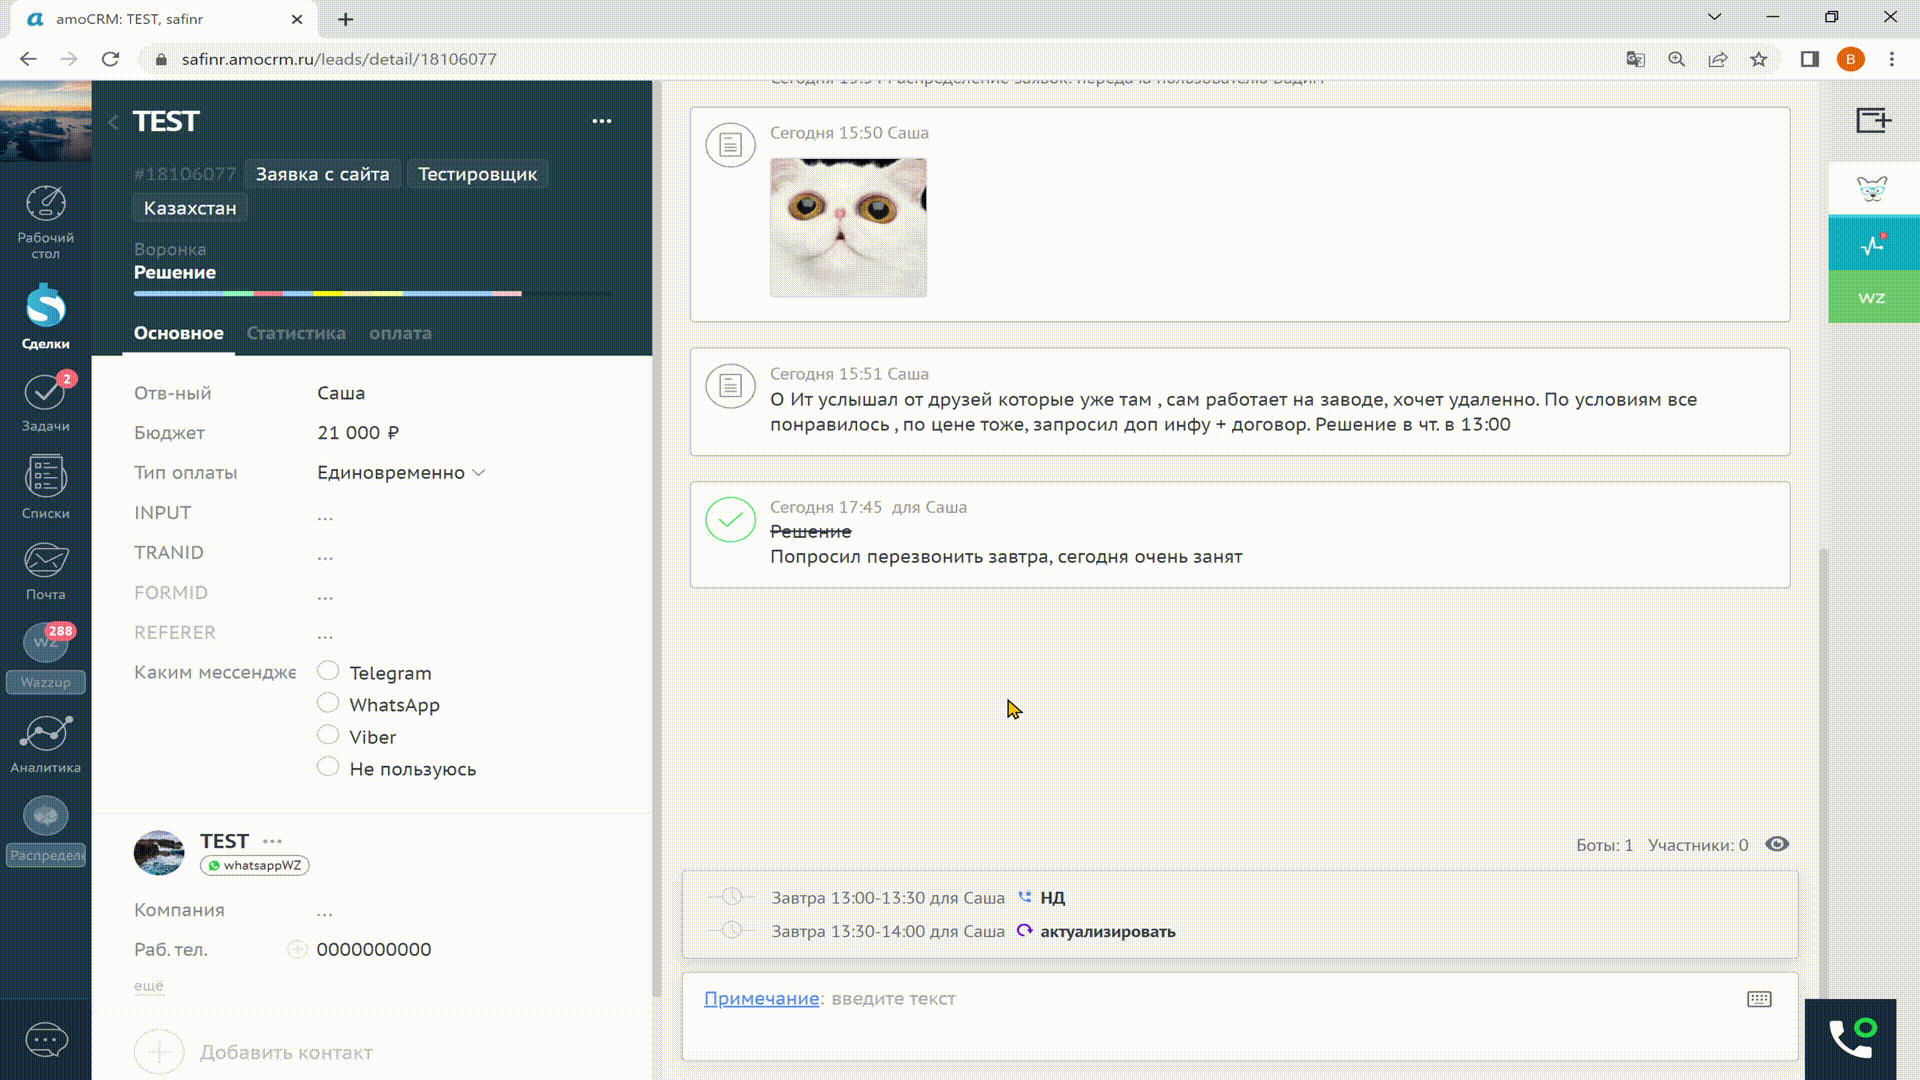 amoCRM: TEST, safinr
safinr.amocrm.ru/leads/detail/18106077
B
Рабочий
стол
Сделки
2
Задачи
Списки
Почта
288
WZ
Wazzup
Аналитика
Распределе
TEST
#18106077 Заявка с сайта Тестировщик
Казахстан
Воронка
Решение
Основное Статистика оплата
Отв-ный Саша
Бюджет 21 000 ₽
Тип оплаты Единовременно
INPUT ...
TRANID ...
FORMID ...
REFERER ...
Каким мессендже Telegram
WhatsApp
Viber
Не пользуюсь
TEST
whatsappWZ
Компания ...
Раб. тел. 0000000000
ещё
Добавить контакт
Сегодня 15:50 Саша
Сегодня 15:51 Саша
О Ит услышал от друзей которые уже там , сам работает на заводе, хочет удаленно. По условиям все
понравилось , по цене тоже, запросил доп инфу + договор. Решение в чт. в 13:00
Сегодня 17:45 для Саша
Решение
Попросил перезвонить завтра, сегодня очень занят
Боты: 1 Участники: 0
Завтра 13:00-13:30 для Саша НД
Завтра 13:30-14:00 для Саша актуализировать
Примечание: введите текст
WZ